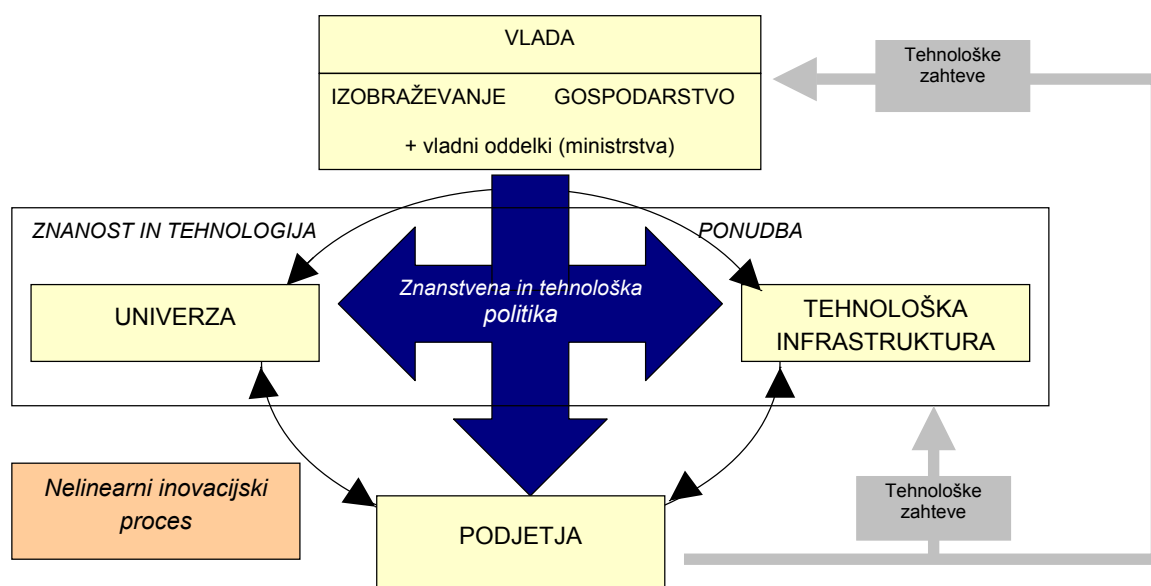 VLADA
Tehnološke
zahteve
IZOBRAŽEVANJE GOSPODARSTVO
+ vladni oddelki (ministrstva)
ZNANOST IN TEHNOLOGIJA
PONUDBA
UNIVERZA
Znanstvena in tehnološka
politika
TEHNOLOŠKA
INFRASTRUKTURA
Nelinearni inovacijski
proces
PODJETJA
Tehnološke
zahteve